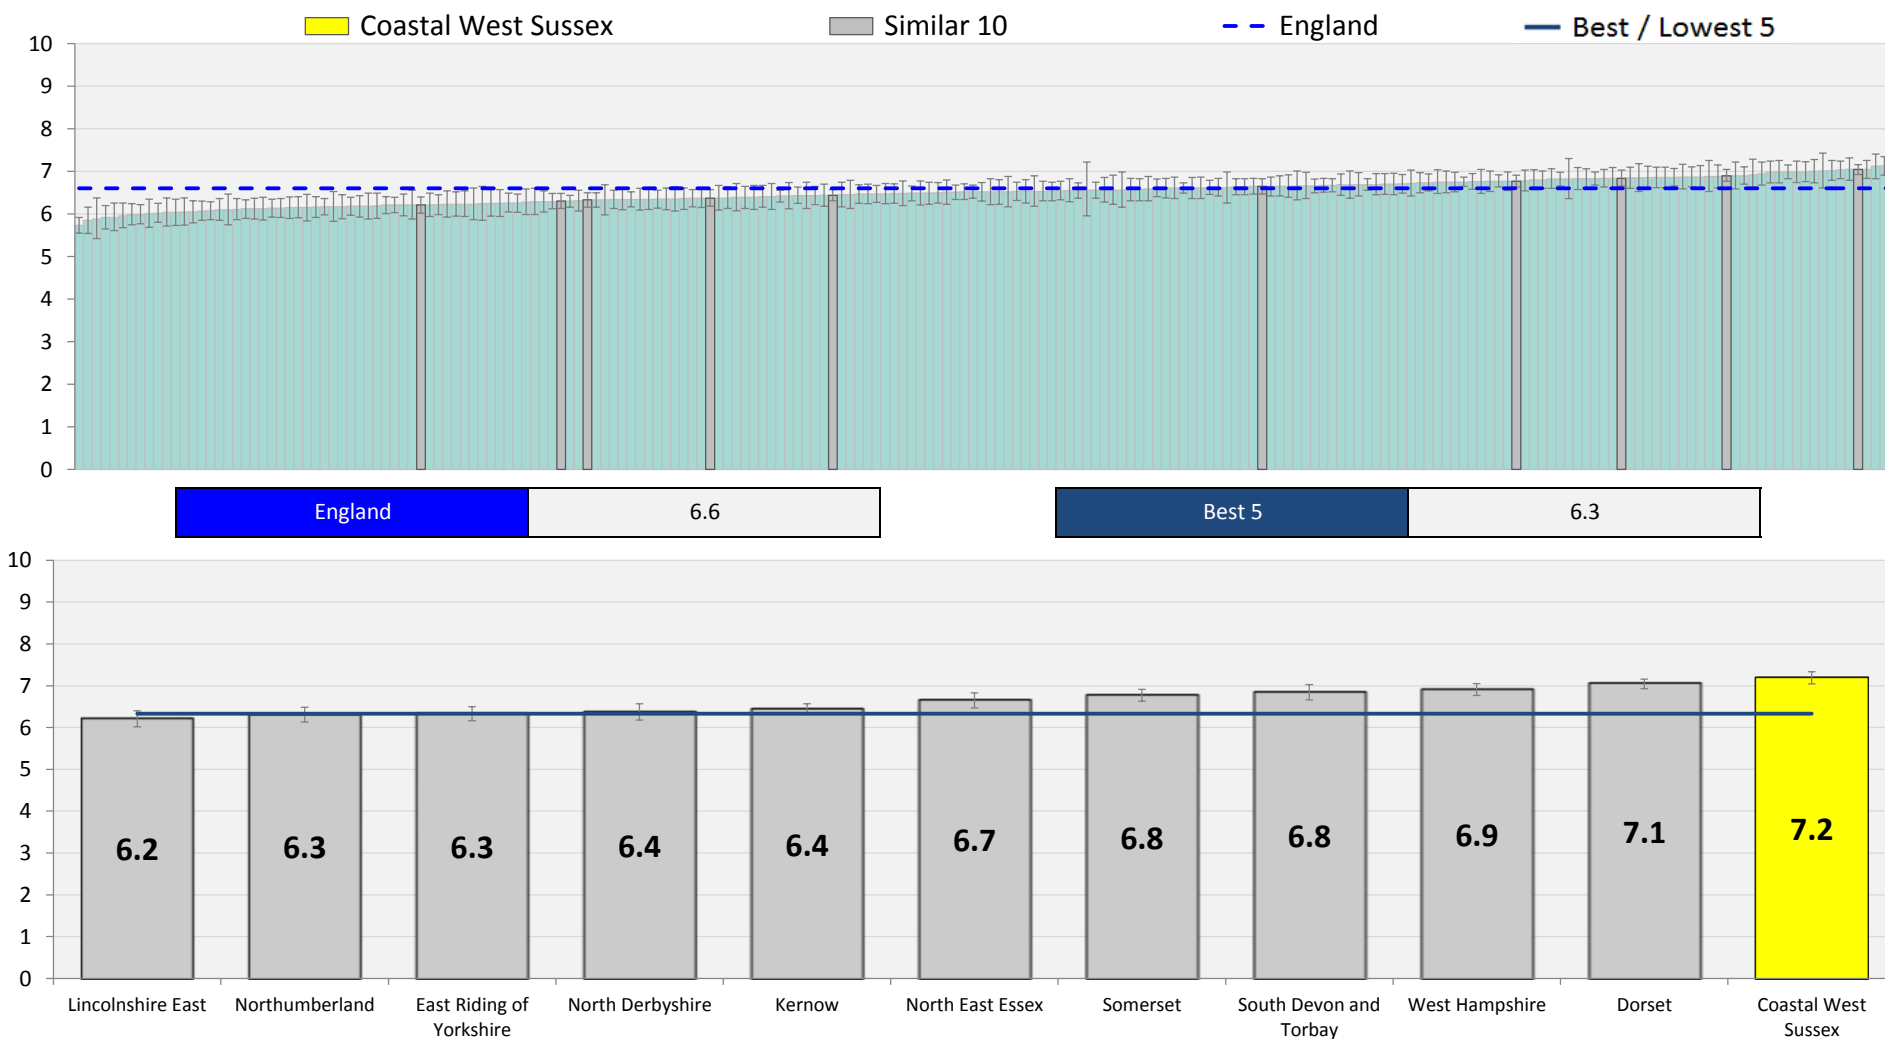 Coastal West Sussex
Similar 10
England
Best / Lowest 5
10
9
8
7
6
5
4
3
2
1
0
England 6.6
Best 5 6.3
10
9
8
7
6
5
4
3
2
1
0
6.2 6.3 6.3 6.4 6.4 6.7 6.8 6.8 6.9 7.1 7.2
Lincolnshire East
Northumberland
East Riding of
Yorkshire
North Derbyshire
Kernow
North East Essex
Somerset
South Devon and
Torbay
West Hampshire
Dorset
Coastal West
Sussex